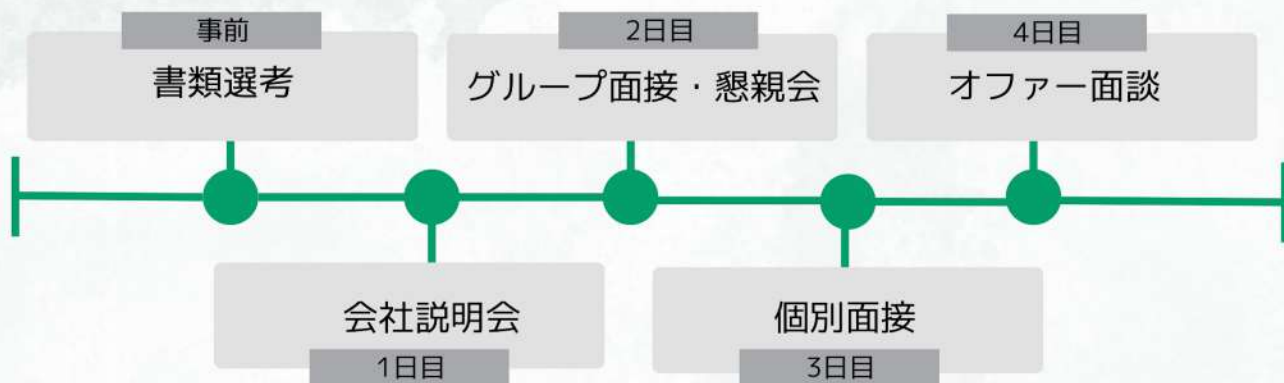 事前
書類選考
会社説明会
1日目
2日目
グループ面接・懇親会
個別面接
3日目
4日目
オファー面談